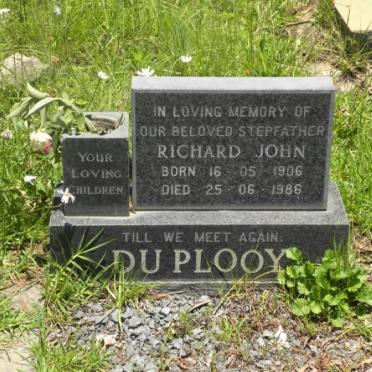 IN LOVING MEMORY OF
OUR BELOVED STEPFATHER
RICHARD JOHN
BORN 16-05-1906
DIED 25-06-1986
YOUR
LOVING
CHILDREN
TILL WE MEET AGAIN.
DU PLOOY